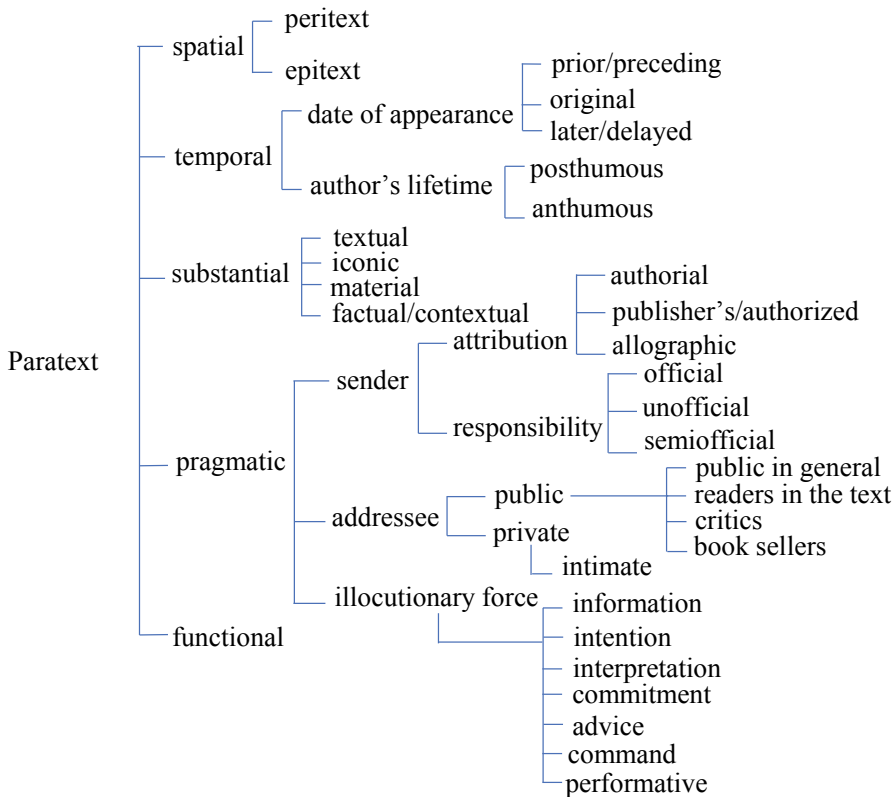 Paratext
spatial
peritext
epitext
temporal
date of appearance
prior/preceding
original
later/delayed
author's lifetime
posthumous
anthumous
substantial
textual
iconic
material
factual/contextual
pragmatic
sender
attribution
authorial
publisher's/authorized
allographic
responsibility
official
unofficial
semiofficial
addressee
public
public in general
readers in the text
critics
book sellers
private
intimate
illocutionary force
information
intention
interpretation
commitment
advice
command
performative
functional